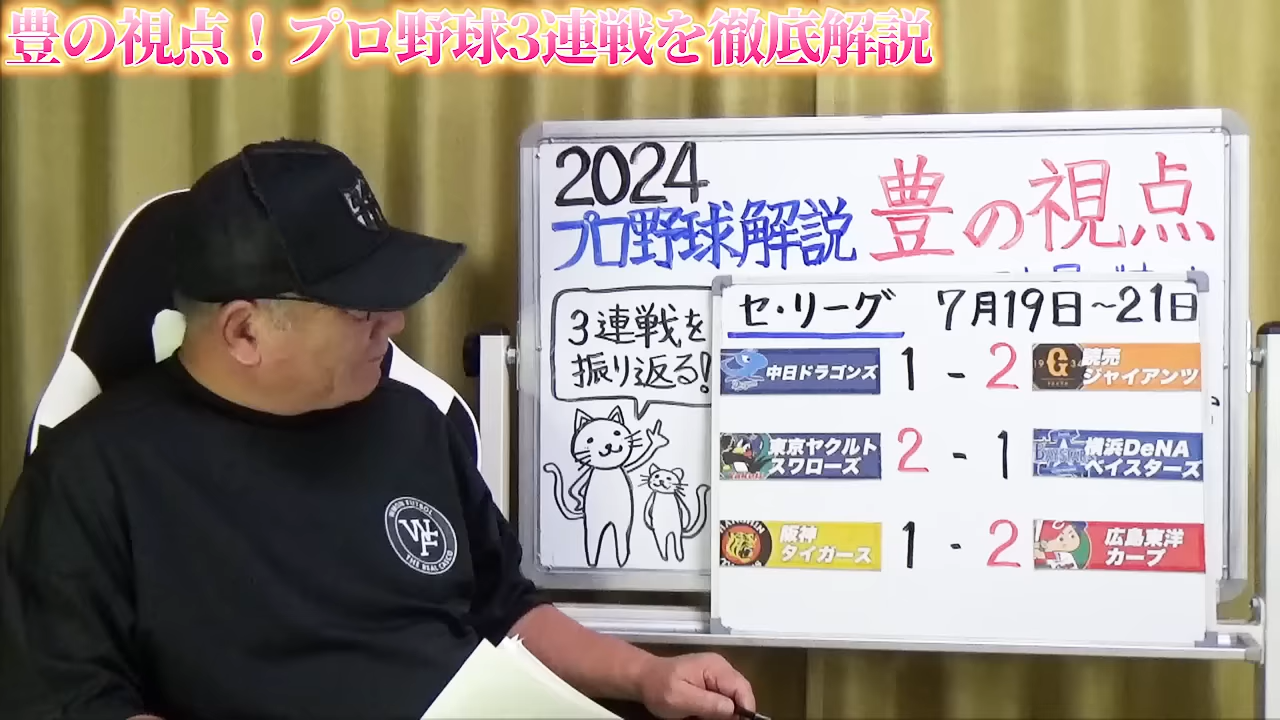 豊の視点！プロ野球3連戦を徹底解説
2024
プロ野球解説 豊の視点
3連戦を
振り返る!
セ・リーグ 7月19日～21日
中日ドラゴンズ 1 - 2 読売
ジャイアンツ
東京ヤクルト
スワローズ 2 - 1 横浜DeNA
ベイスターズ
阪神
タイガース 1 - 2 広島東洋
カープ
VNF
THE REAL CALCIO